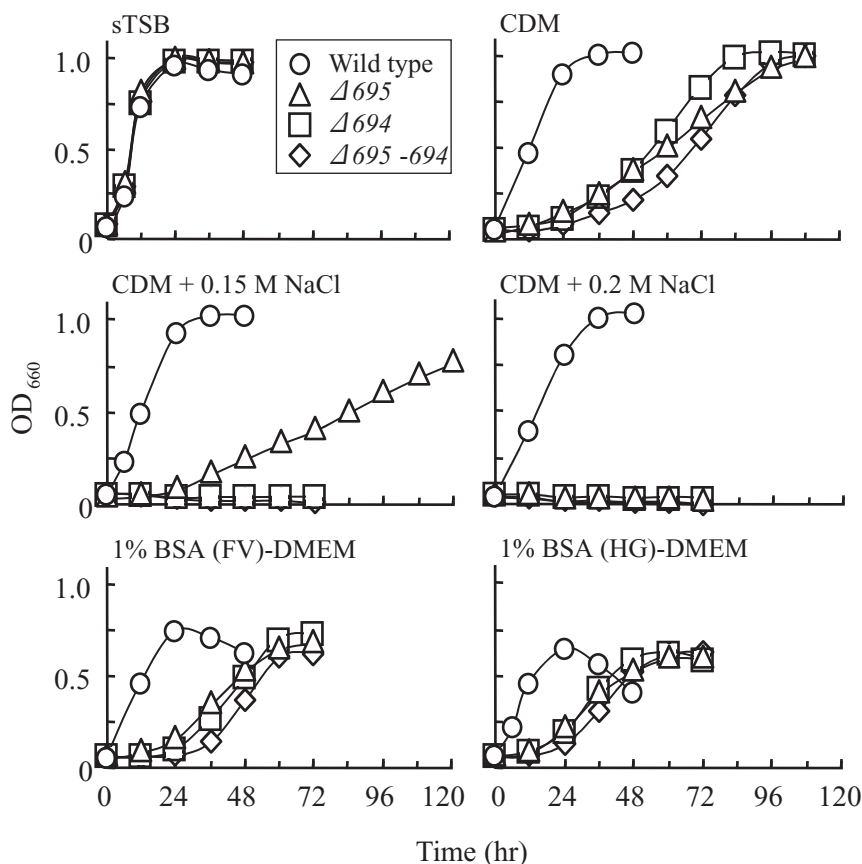 sTSB
1.0
0.5
0
Wild type
Δ695
Δ694
Δ695 -694
CDM
CDM + 0.15 M NaCl
1.0
0.5
0
CDM + 0.2 M NaCl
OD660
1% BSA (FV)-DMEM
1.0
0.5
0
0 24 48 72 96 120
1% BSA (HG)-DMEM
0 24 48 72 96 120
Time (hr)